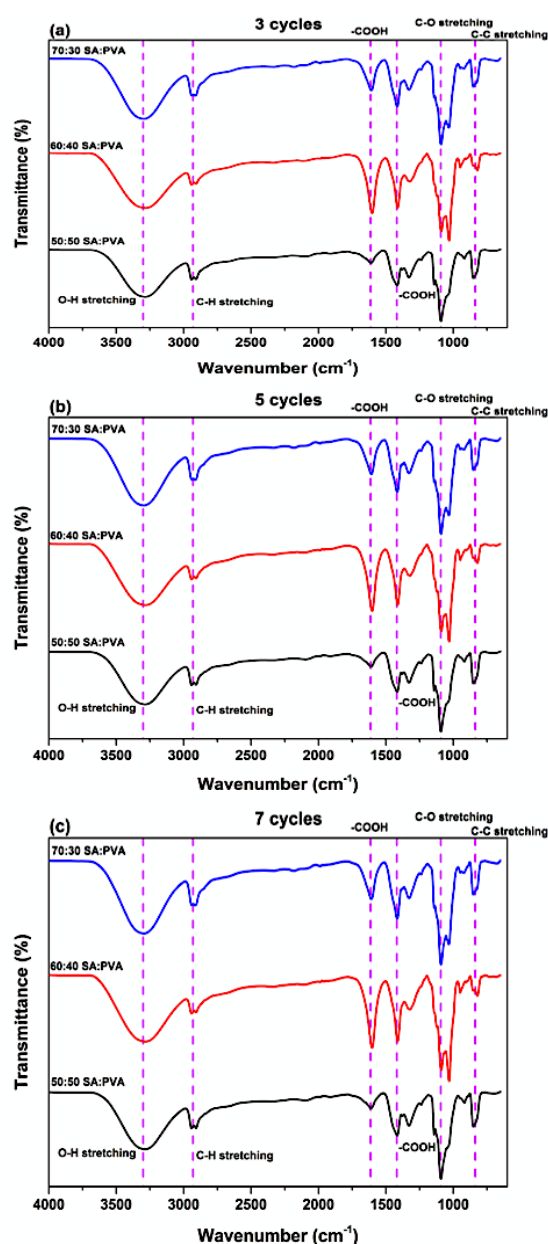 (a)
3 cycles
C-O stretching
-COOH
C-C stretching
70:30 SA:PVA
60:40 SA:PVA
50:50 SA:PVA
O-H stretching
C-H stretching
-COOH
Transmittance (%)
4000 3500 3000 2500 2000 1500 1000
Wavenumber (cm⁻¹)
(b)
5 cycles
C-O stretching
-COOH
C-C stretching
70:30 SA:PVA
60:40 SA:PVA
50:50 SA:PVA
O-H stretching
C-H stretching
-COOH
Transmittance (%)
4000 3500 3000 2500 2000 1500 1000
Wavenumber (cm⁻¹)
(c)
7 cycles
C-O stretching
-COOH
C-C stretching
70:30 SA:PVA
60:40 SA:PVA
50:50 SA:PVA
O-H stretching
C-H stretching
-COOH
Transmittance (%)
4000 3500 3000 2500 2000 1500 1000
Wavenumber (cm⁻¹)